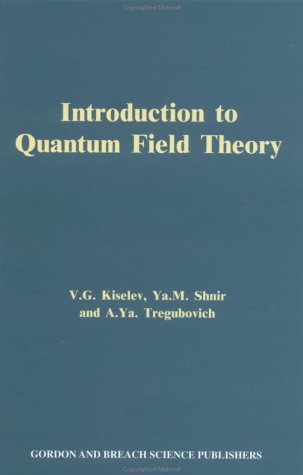 Introduction to
Quantum Field Theory
V.G. Kiselev, Ya.M. Shnir
and A.Ya. Tregubovich
GORDON AND BREACH SCIENCE PUBLISHERS